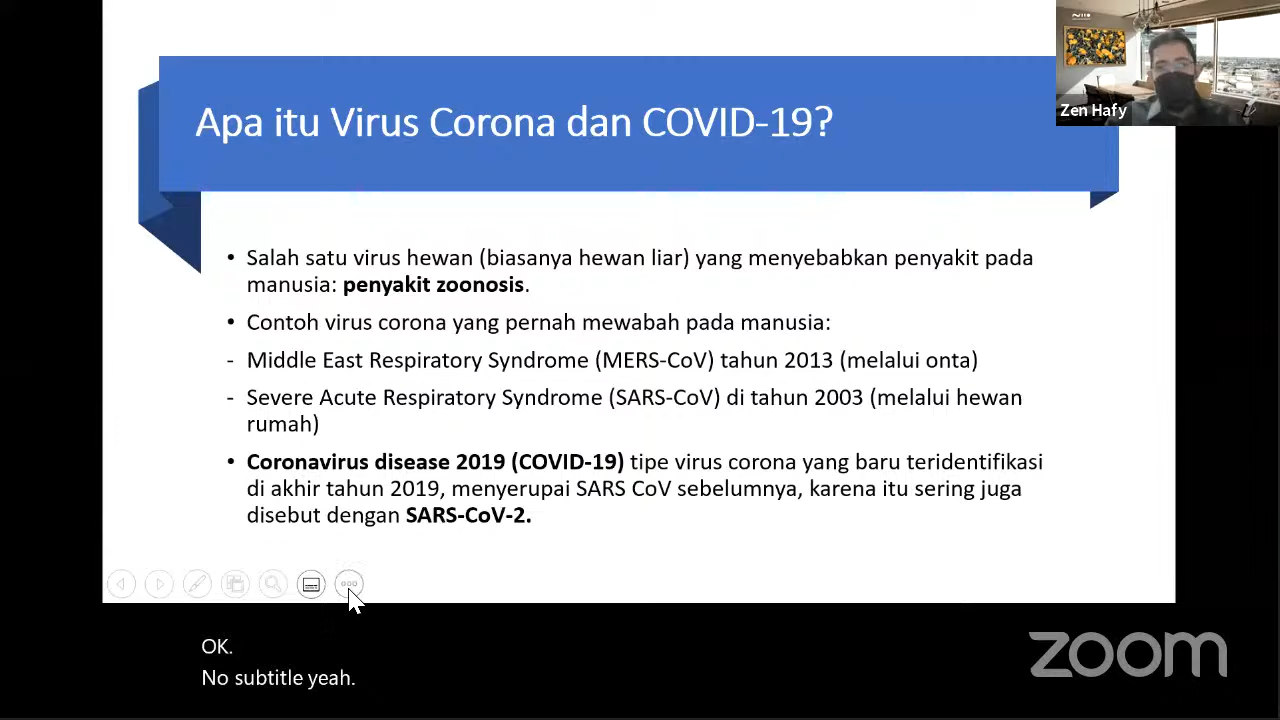 Apa itu Virus Corona dan COVID-19?
Zen Hafy
• Salah satu virus hewan (biasanya hewan liar) yang menyebabkan penyakit pada
manusia: penyakit zoonosis.
• Contoh virus corona yang pernah mewabah pada manusia:
- Middle East Respiratory Syndrome (MERS-CoV) tahun 2013 (melalui onta)
- Severe Acute Respiratory Syndrome (SARS-CoV) di tahun 2003 (melalui hewan
rumah)
• Coronavirus disease 2019 (COVID-19) tipe virus corona yang baru teridentifikasi
di akhir tahun 2019, menyerupai SARS CoV sebelumnya, karena itu sering juga
disebut dengan SARS-CoV-2.
OK.
No subtitle yeah.
zoom